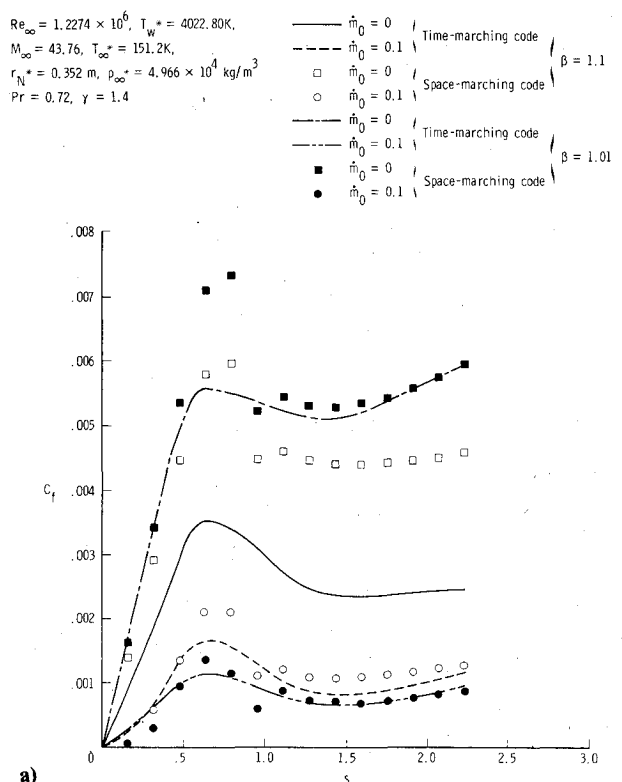 Re∞ = 1.2274 × 10⁶, T_w* = 4022.80K,
M∞ = 43.76, T∞* = 151.2K,
r_N* = 0.352 m, ρ∞* = 4.966 × 10⁴ kg/m³
Pr = 0.72, γ = 1.4
ṁ₀ = 0
ṁ₀ = 0.1
Time-marching code
ṁ₀ = 0
ṁ₀ = 0.1
Space-marching code
β = 1.1
ṁ₀ = 0
ṁ₀ = 0.1
Time-marching code
ṁ₀ = 0
ṁ₀ = 0.1
Space-marching code
β = 1.01
.008
.007
.006
.005
C_f
.004
.003
.002
.001
0 .5 1.0 1.5 2.0 2.5 3.0
s
a)